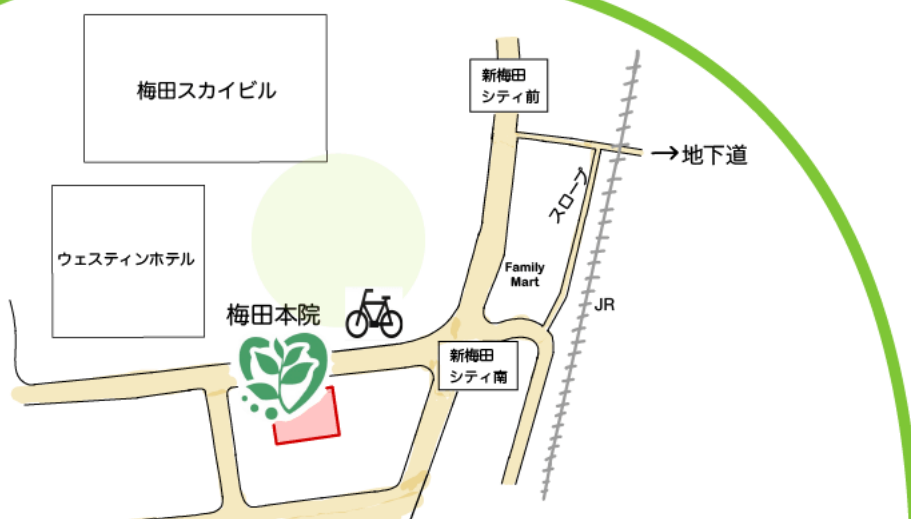 梅田スカイビル
新梅田
シティ前
→地下道
スロープ
ウェスティンホテル
Family
Mart
JR
梅田本院
新梅田
シティ南